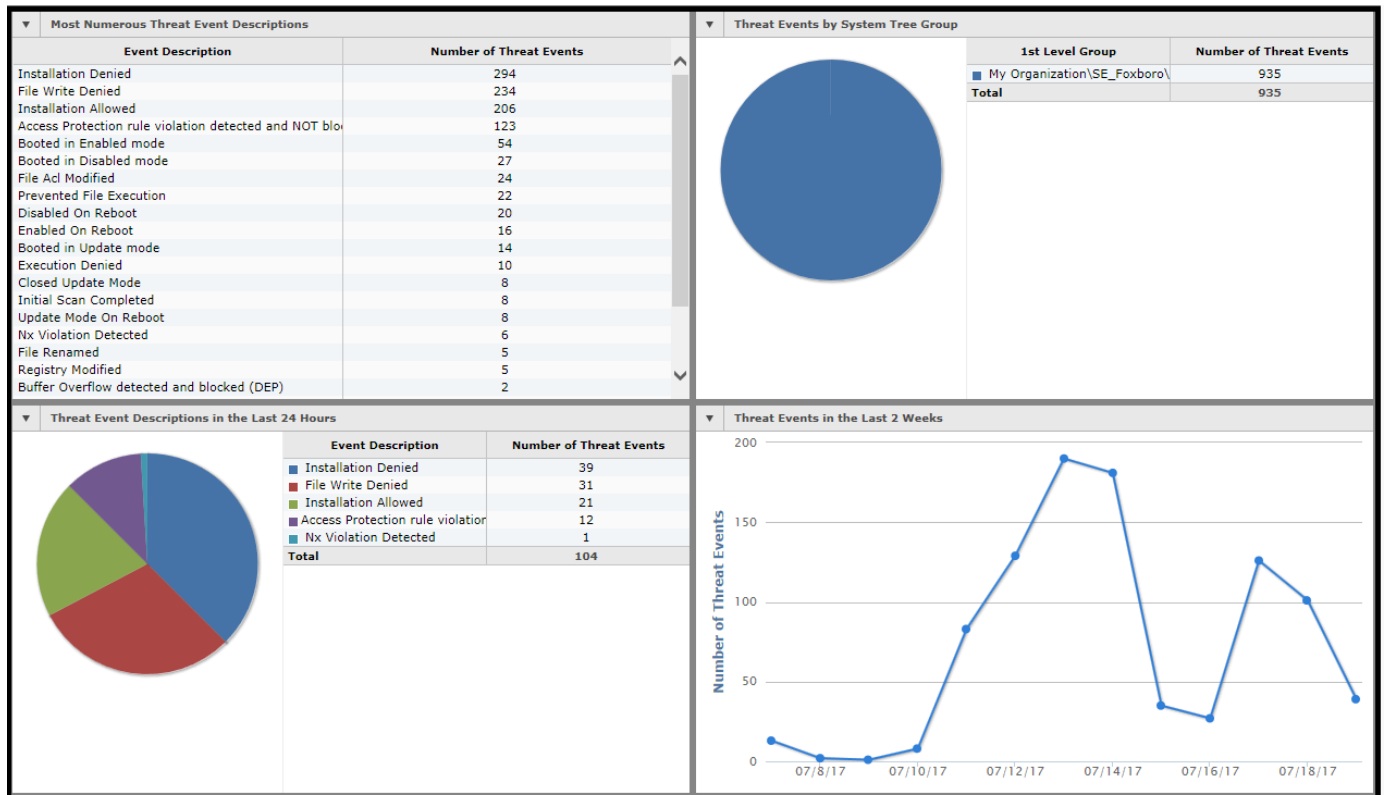 Most Numerous Threat Event Descriptions
Event Description Number of Threat Events
Installation Denied 294
File Write Denied 234
Installation Allowed 206
Access Protection rule violation detected and NOT blo 123
Booted in Enabled mode 54
Booted in Disabled mode 27
File Acl Modified 24
Prevented File Execution 22
Disabled On Reboot 20
Enabled On Reboot 16
Booted in Update mode 14
Execution Denied 10
Closed Update Mode 8
Initial Scan Completed 8
Update Mode On Reboot 8
Nx Violation Detected 6
File Renamed 5
Registry Modified 5
Buffer Overflow detected and blocked (DEP) 2
Threat Events by System Tree Group
1st Level Group Number of Threat Events
My Organization\SE_Foxboro\ 935
Total 935
Threat Event Descriptions in the Last 24 Hours
Event Description Number of Threat Events
Installation Denied 39
File Write Denied 31
Installation Allowed 21
Access Protection rule violation 12
Nx Violation Detected 1
Total 104
Threat Events in the Last 2 Weeks
Number of Threat Events
200
150
100
50
0
07/8/17 07/10/17 07/12/17 07/14/17 07/16/17 07/18/17